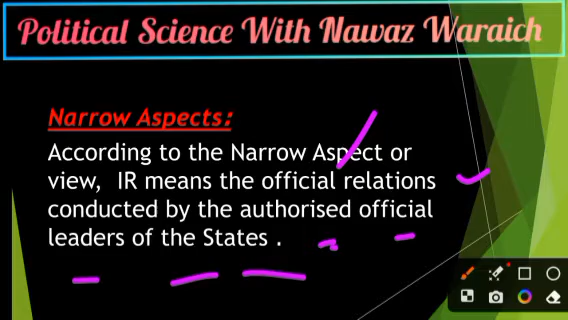 Political Science With Nawaz Waraich
Narrow Aspects:
According to the Narrow Aspect or
view, IR means the official relations
conducted by the authorised official
leaders of the States .